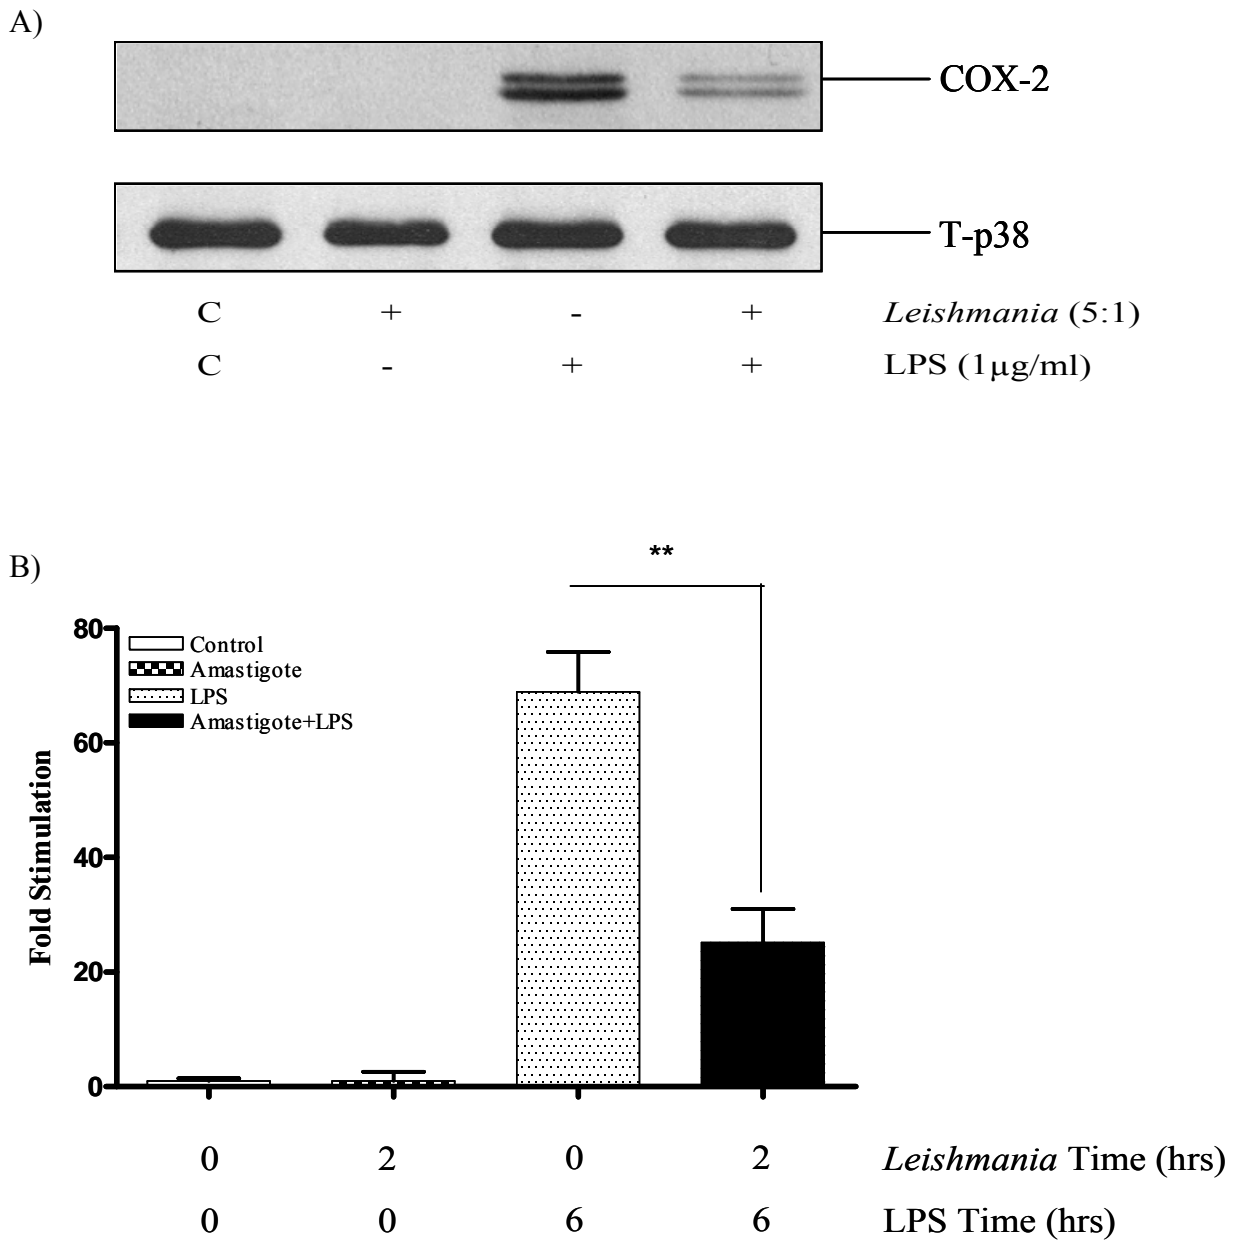 A)
COX-2
T-p38
C + - + Leishmania (5:1)
C - + + LPS (1µg/ml)
B)
**
80
60
40
20
0
Fold Stimulation
Control
Amastigote
LPS
Amastigote+LPS
0 2 0 2 Leishmania Time (hrs)
0 0 6 6 LPS Time (hrs)